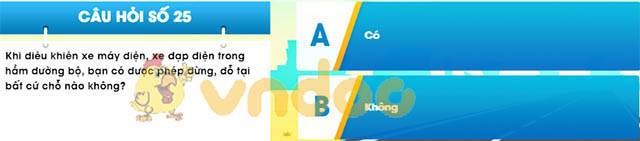 CÂU HỎI SỐ 25
Khi điều khiển xe máy điện, xe đạp điện trong
hầm đường bộ, bạn có được phép dừng, đỗ tại
bất cứ chỗ nào không?
vndoc
A
Có
B
Không